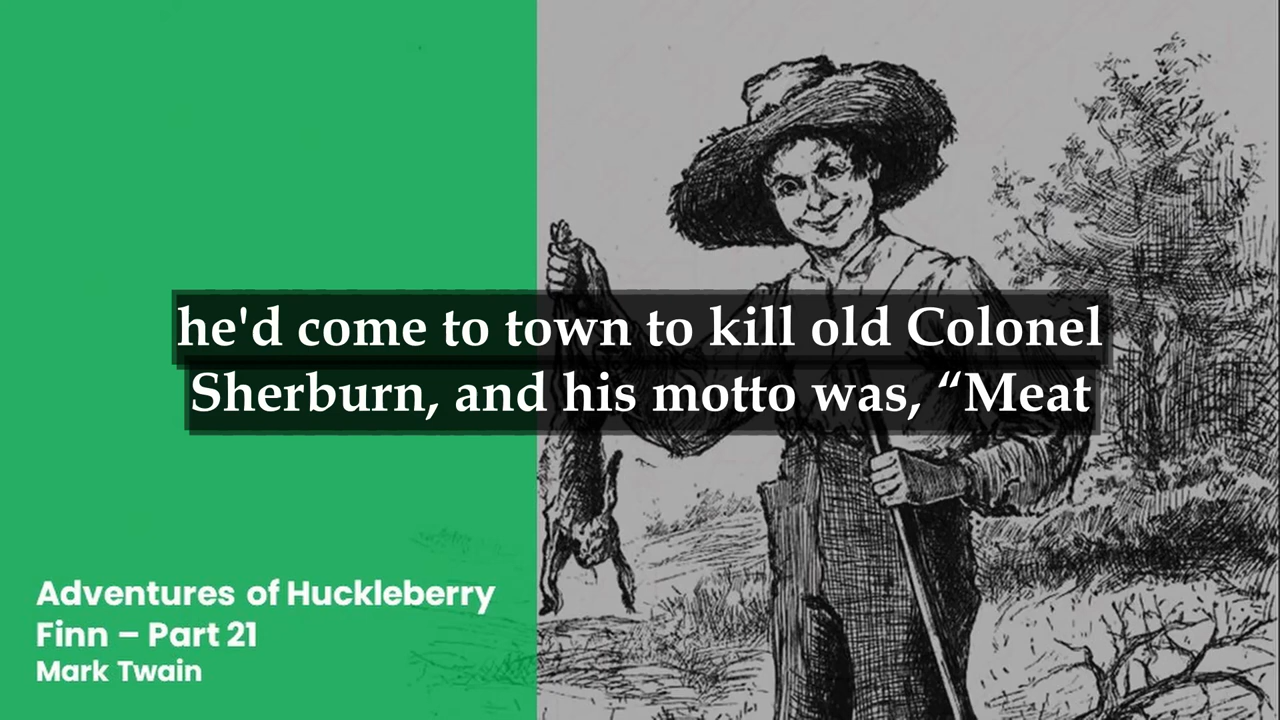 he'd come to town to kill old Colonel
Sherburn, and his motto was, “Meat
Adventures of Huckleberry
Finn – Part 21
Mark Twain